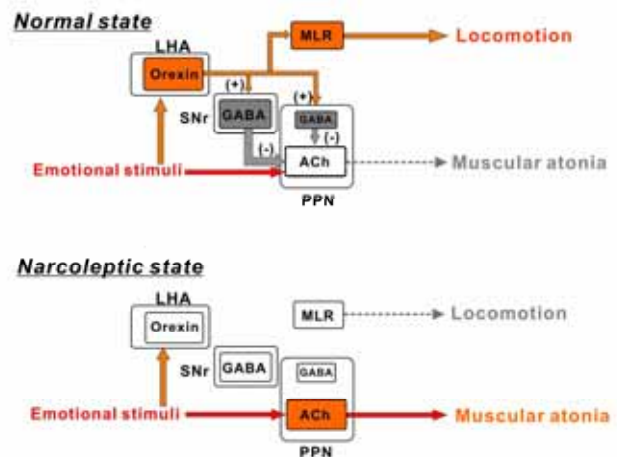 Normal state
MLR
Locomotion
LHA
Orexin
(+)
(+)
SNr
GABA
GABA
(-)
(-)
ACh
Muscular atonia
Emotional stimuli
PPN
Narcoleptic state
LHA
Orexin
MLR
Locomotion
SNr
GABA
GABA
Emotional stimuli
ACh
Muscular atonia
PPN